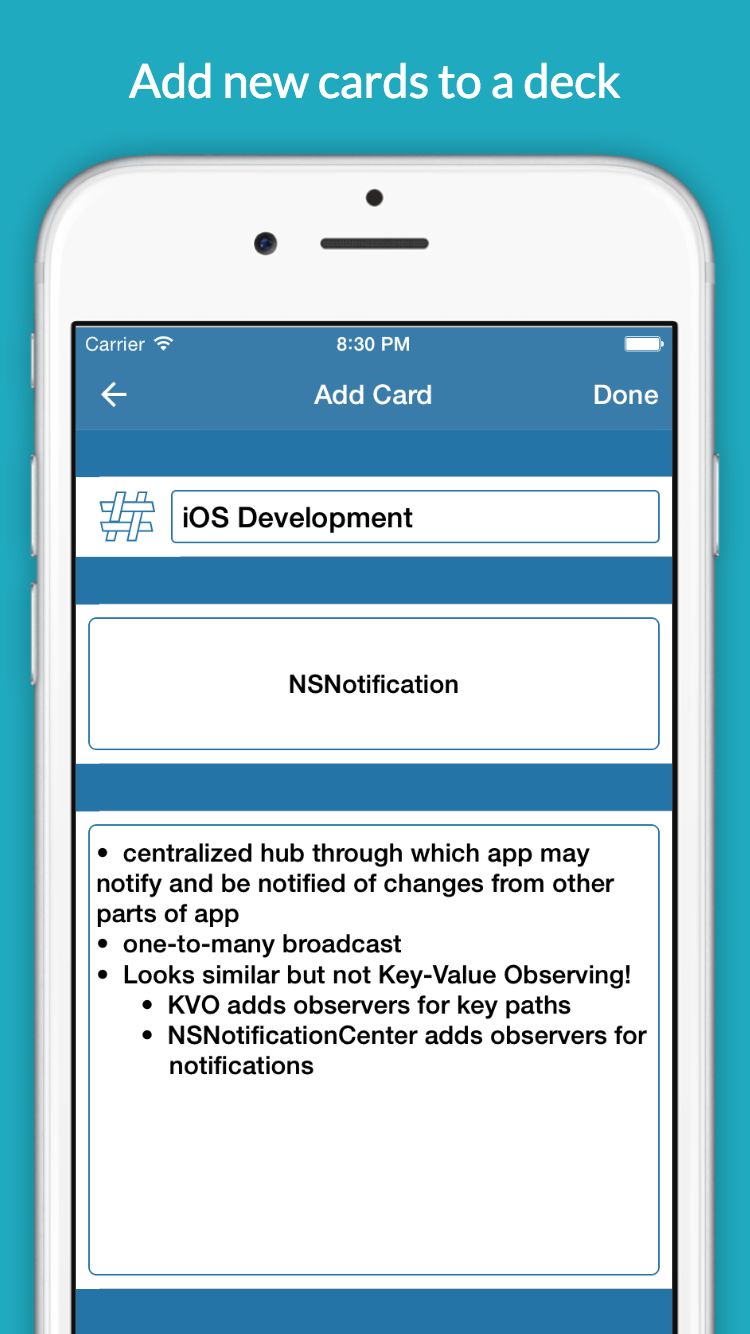 Add new cards to a deck
Carrier 8:30 PM
Add Card Done
# iOS Development
NSNotification
• centralized hub through which app may
notify and be notified of changes from other
parts of app
• one-to-many broadcast
• Looks similar but not Key-Value Observing!
• KVO adds observers for key paths
• NSNotificationCenter adds observers for
notifications